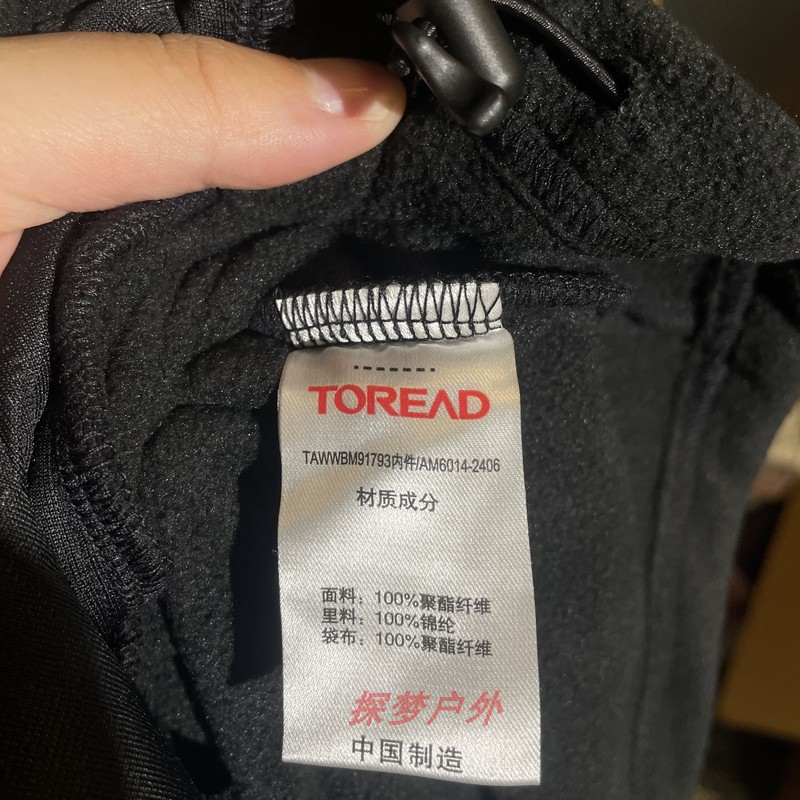 TOREAD
TAWWBM91793内件/AM6014-2406
材质成分
面料：100%聚酯纤维
里料：100%锦纶
袋布：100%聚酯纤维
探梦户外
中国制造